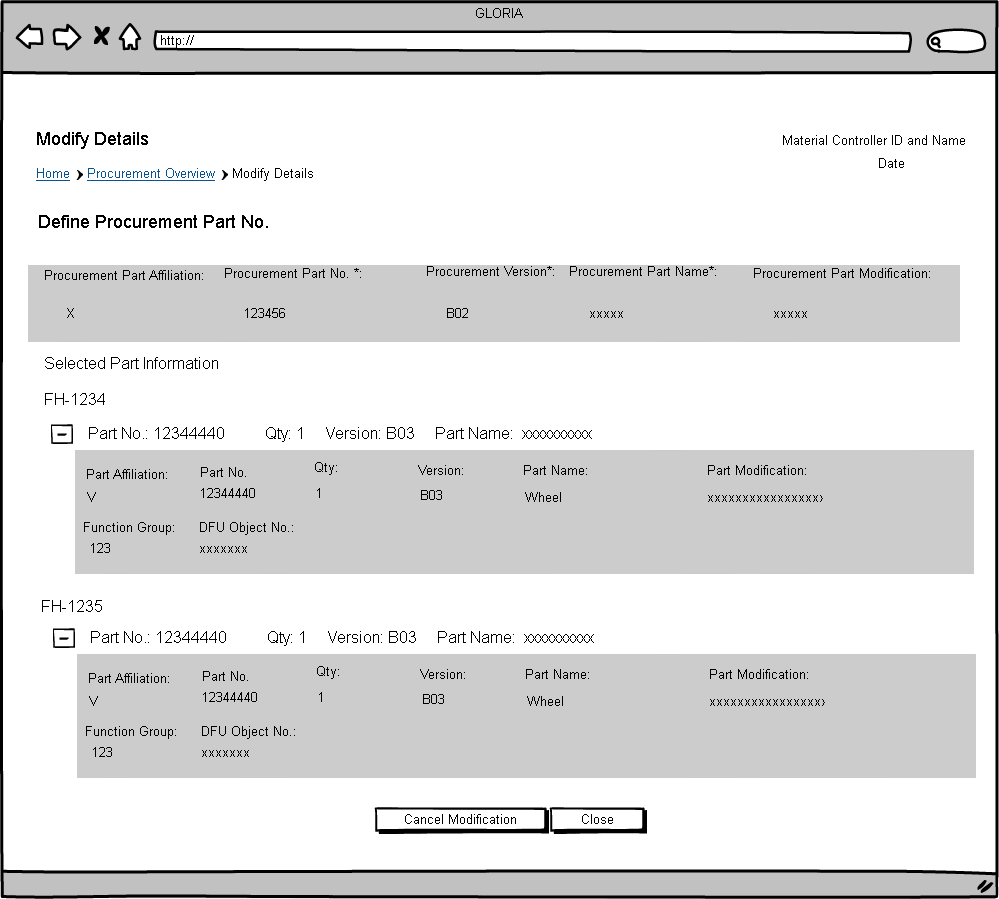 GLORIA
http://
Modify Details
Material Controller ID and Name
Date
Home Procurement Overview Modify Details
Define Procurement Part No.
Procurement Part Affiliation: Procurement Part No. *: Procurement Version*: Procurement Part Name*: Procurement Part Modification:
X 123456 B02 xxxxx xxxxx
Selected Part Information
FH-1234
Part No.: 12344440 Qty: 1 Version: B03 Part Name: xxxxxxxxxx
Part Affiliation: Part No. Qty: Version: Part Name: Part Modification:
V 12344440 1 B03 Wheel xxxxxxxxxxxxxxxx
Function Group: DFU Object No.:
123 xxxxxxx
FH-1235
Part No.: 12344440 Qty: 1 Version: B03 Part Name: xxxxxxxxxx
Part Affiliation: Part No. Qty: Version: Part Name: Part Modification:
V 12344440 1 B03 Wheel xxxxxxxxxxxxxxxx
Function Group: DFU Object No.:
123 xxxxxxx
Cancel Modification Close